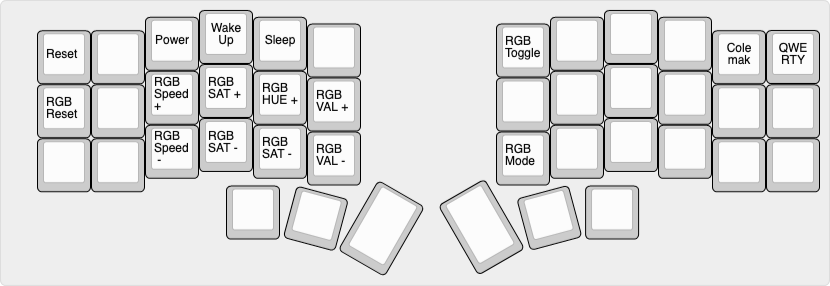 Reset
Power
Wake
Up
Sleep
RGB
Toggle
Cole
mak
QWE
RTY
RGB
Reset
RGB
Speed
+
RGB
SAT +
RGB
HUE +
RGB
VAL +
RGB
Speed
-
RGB
SAT -
RGB
SAT -
RGB
VAL -
RGB
Mode